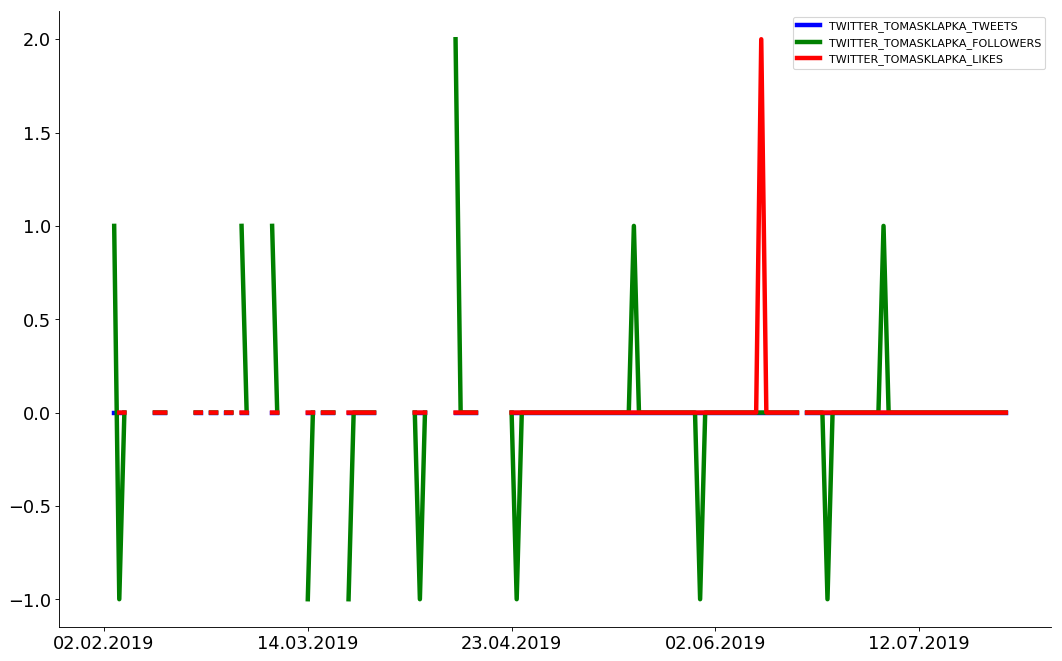 TWITTER_TOMASKLAPKA_TWEETS
TWITTER_TOMASKLAPKA_FOLLOWERS
TWITTER_TOMASKLAPKA_LIKES
2.0
1.5
1.0
0.5
0.0
−0.5
−1.0
02.02.2019 14.03.2019 23.04.2019 02.06.2019 12.07.2019